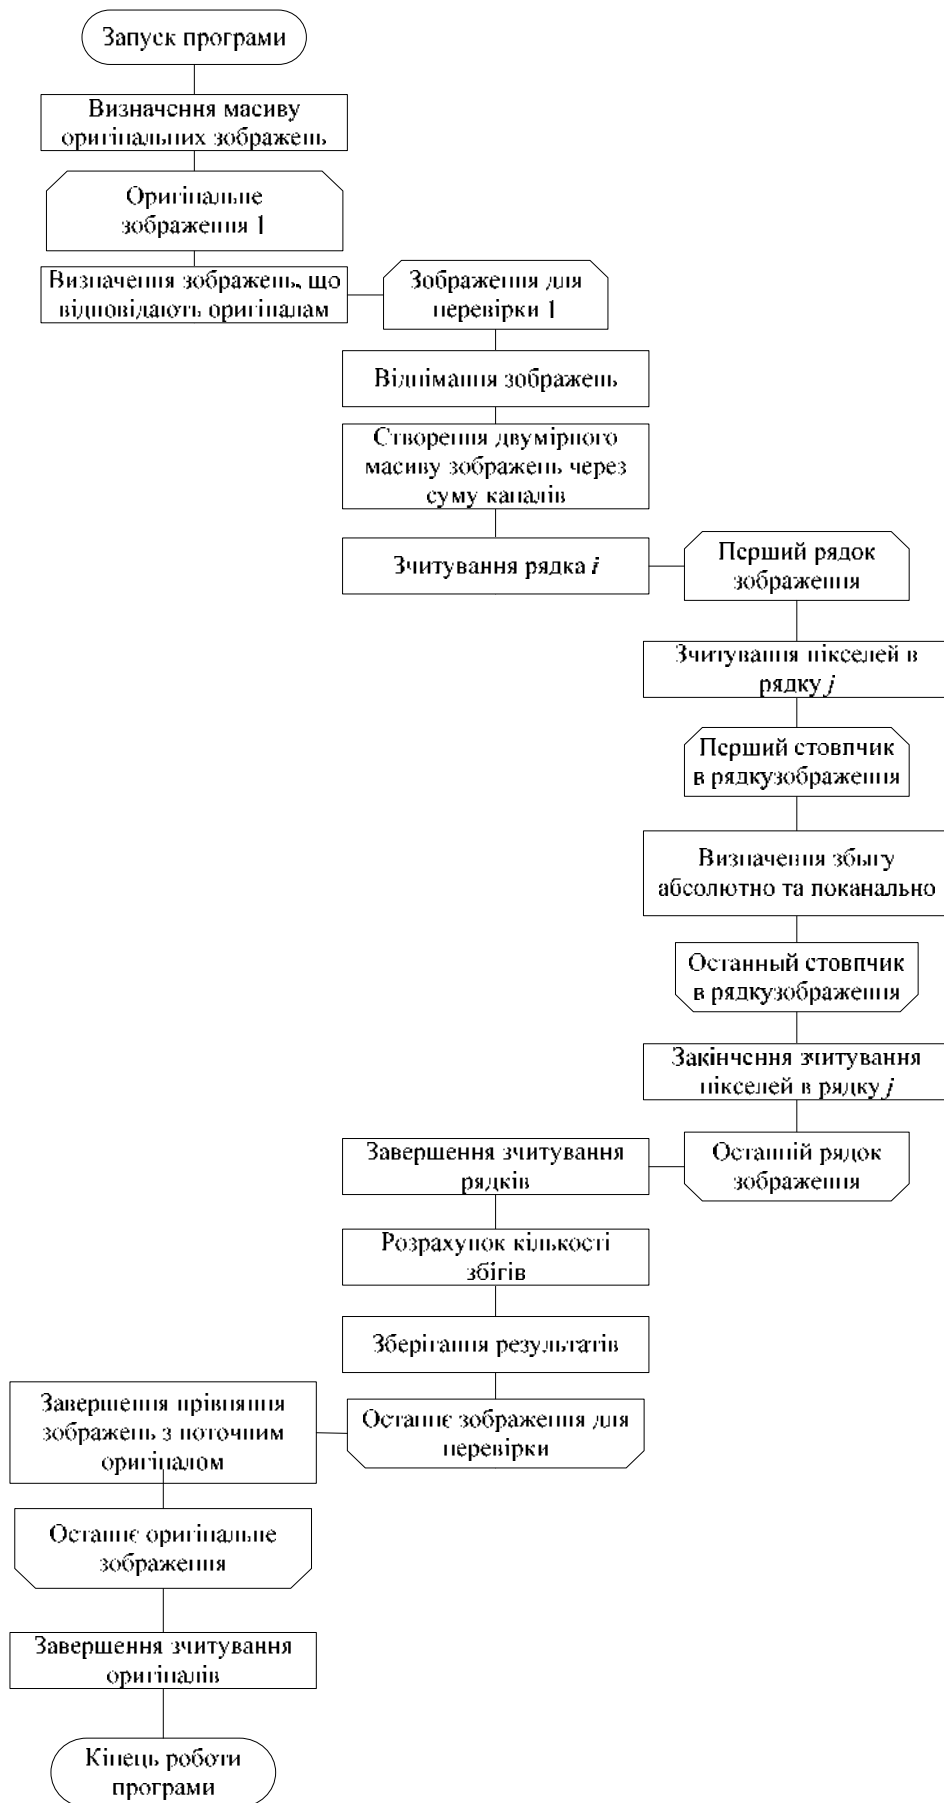 Запуск програми
Визначення масиву
оригінальних зображень
Оригінальне
зображення 1
Визначення зображень, що
відповідають оригіналам
Зображення для
перевірки 1
Віднімання зображень
Створення двумірного
масиву зображень через
суму каналів
Зчитування рядка i
Перший рядок
зображення
Зчитування пікселей в
рядку j
Перший стовпчик
в рядкузображення
Визначення збыгу
абсолютно та поканально
Останный стовпчик
в рядкузображення
Закінчення зчитування
пікселей в рядку j
Останній рядок
зображення
Завершення зчитування
рядків
Розрахунок кількості
збігів
Зберігання результатів
Останнє зображення для
перевірки
Завершення прівняння
зображень з поточним
оригіналом
Останнє оригінальне
зображення
Завершення зчитування
оригіналів
Кінець роботи
програми